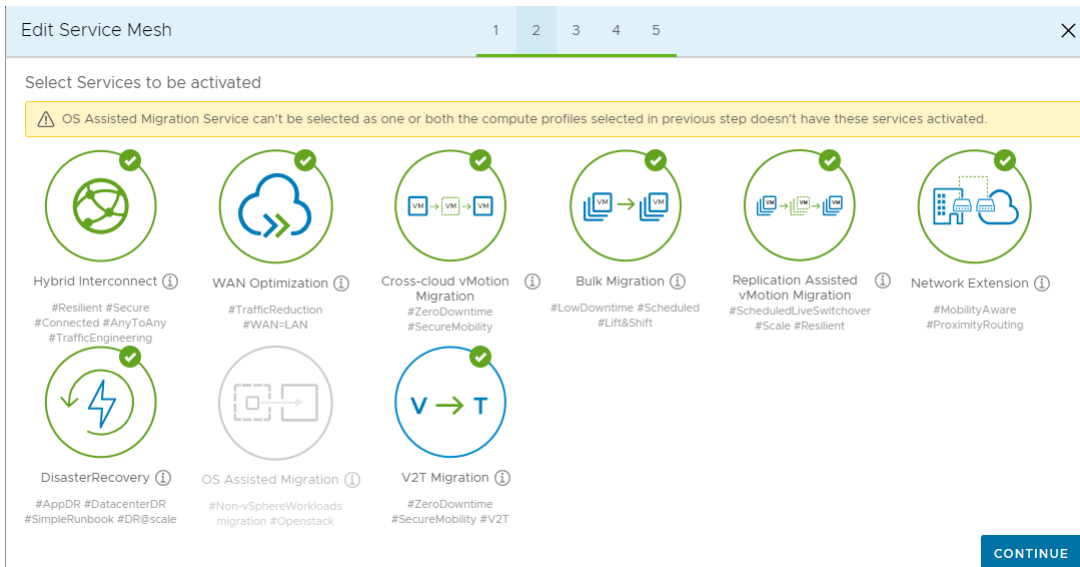 Edit Service Mesh
1 2 3 4 5
Select Services to be activated
OS Assisted Migration Service can't be selected as one or both the compute profiles selected in previous step doesn't have these services activated.
VM VM VM
VM VM
VM VM
Hybrid Interconnect
#Resilient #Secure
#Connected #AnyToAny
#TrafficEngineering
WAN Optimization
#TrafficReduction
#WAN=LAN
Cross-cloud vMotion
Migration
#ZeroDowntime
#SecureMobility
Bulk Migration
#LowDowntime #Scheduled
#Lift&Shift
Replication Assisted
vMotion Migration
#ScheduledLiveSwitchover
#Scale #Resilient
Network Extension
#MobilityAware
#ProximityRouting
V T
DisasterRecovery
#AppDR #DatacenterDR
#SimpleRunbook #DR@scale
OS Assisted Migration
#Non-vSphereWorkloads
migration #Openstack
V2T Migration
#ZeroDowntime
#SecureMobility #V2T
CONTINUE